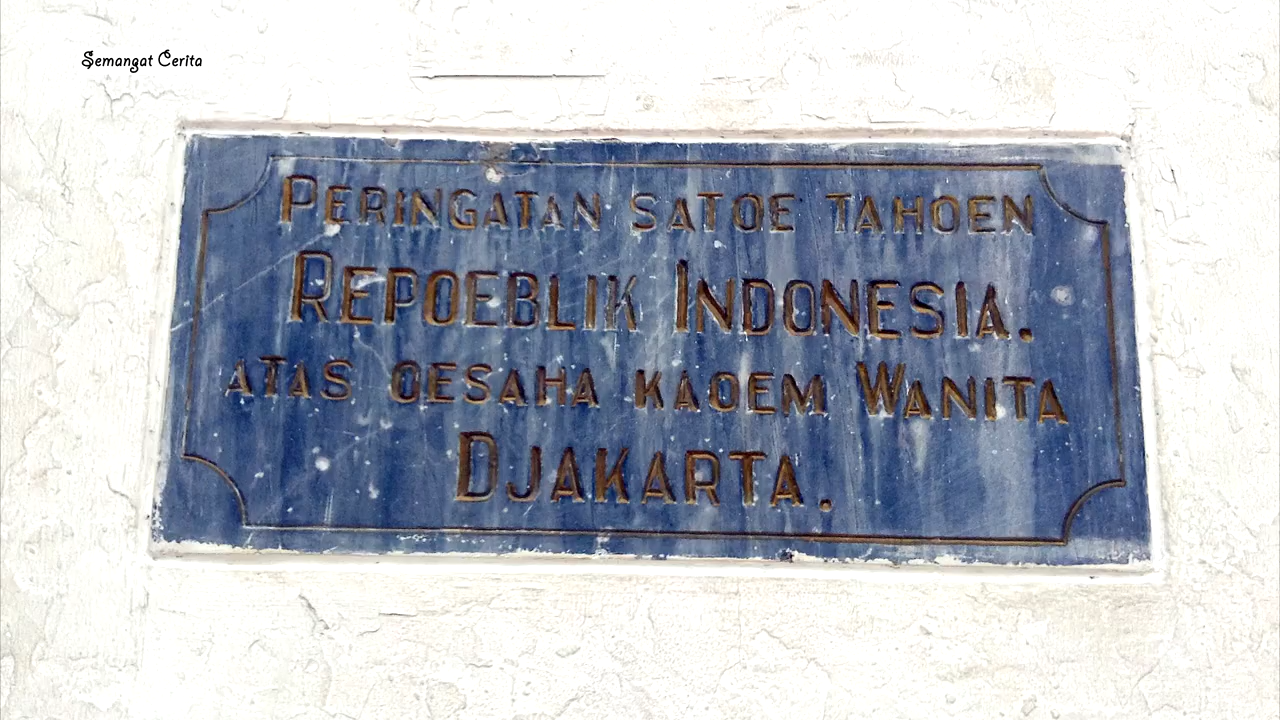 Semangat Cerita
PERINGATAN SATOE TAHOEN
REPOEBLIK INDONESIA.
ATAS OESAHA KAOEM WANITA
DJAKARTA.